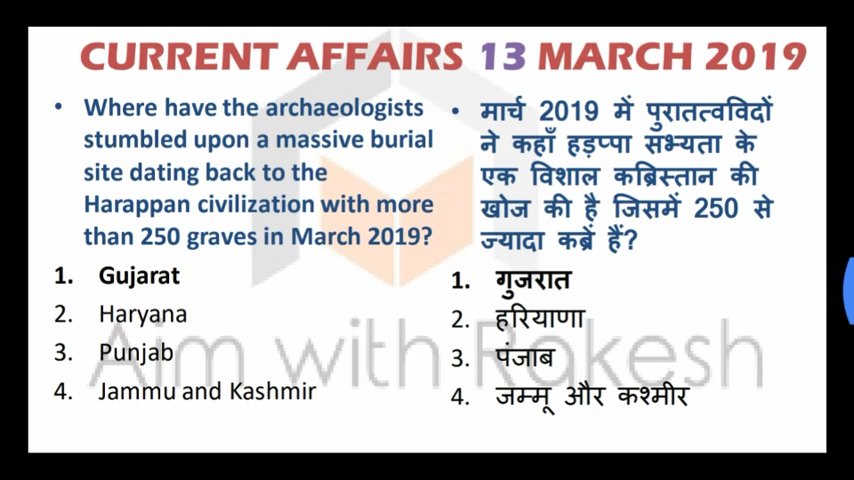 CURRENT AFFAIRS 13 MARCH 2019
• Where have the archaeologists
stumbled upon a massive burial
site dating back to the
Harappan civilization with more
than 250 graves in March 2019?
1. Gujarat
2. Haryana
3. Punjab
4. Jammu and Kashmir
• मार्च 2019 में पुरातत्वविदों
ने कहाँ हड़प्पा सभ्यता के
एक विशाल कब्रिस्तान की
खोज की है जिसमें 250 से
ज्यादा कब्रें हैं?
1. गुजरात
2. हरियाणा
3. पंजाब
4. जम्मू और कश्मीर
Aim with Rakesh